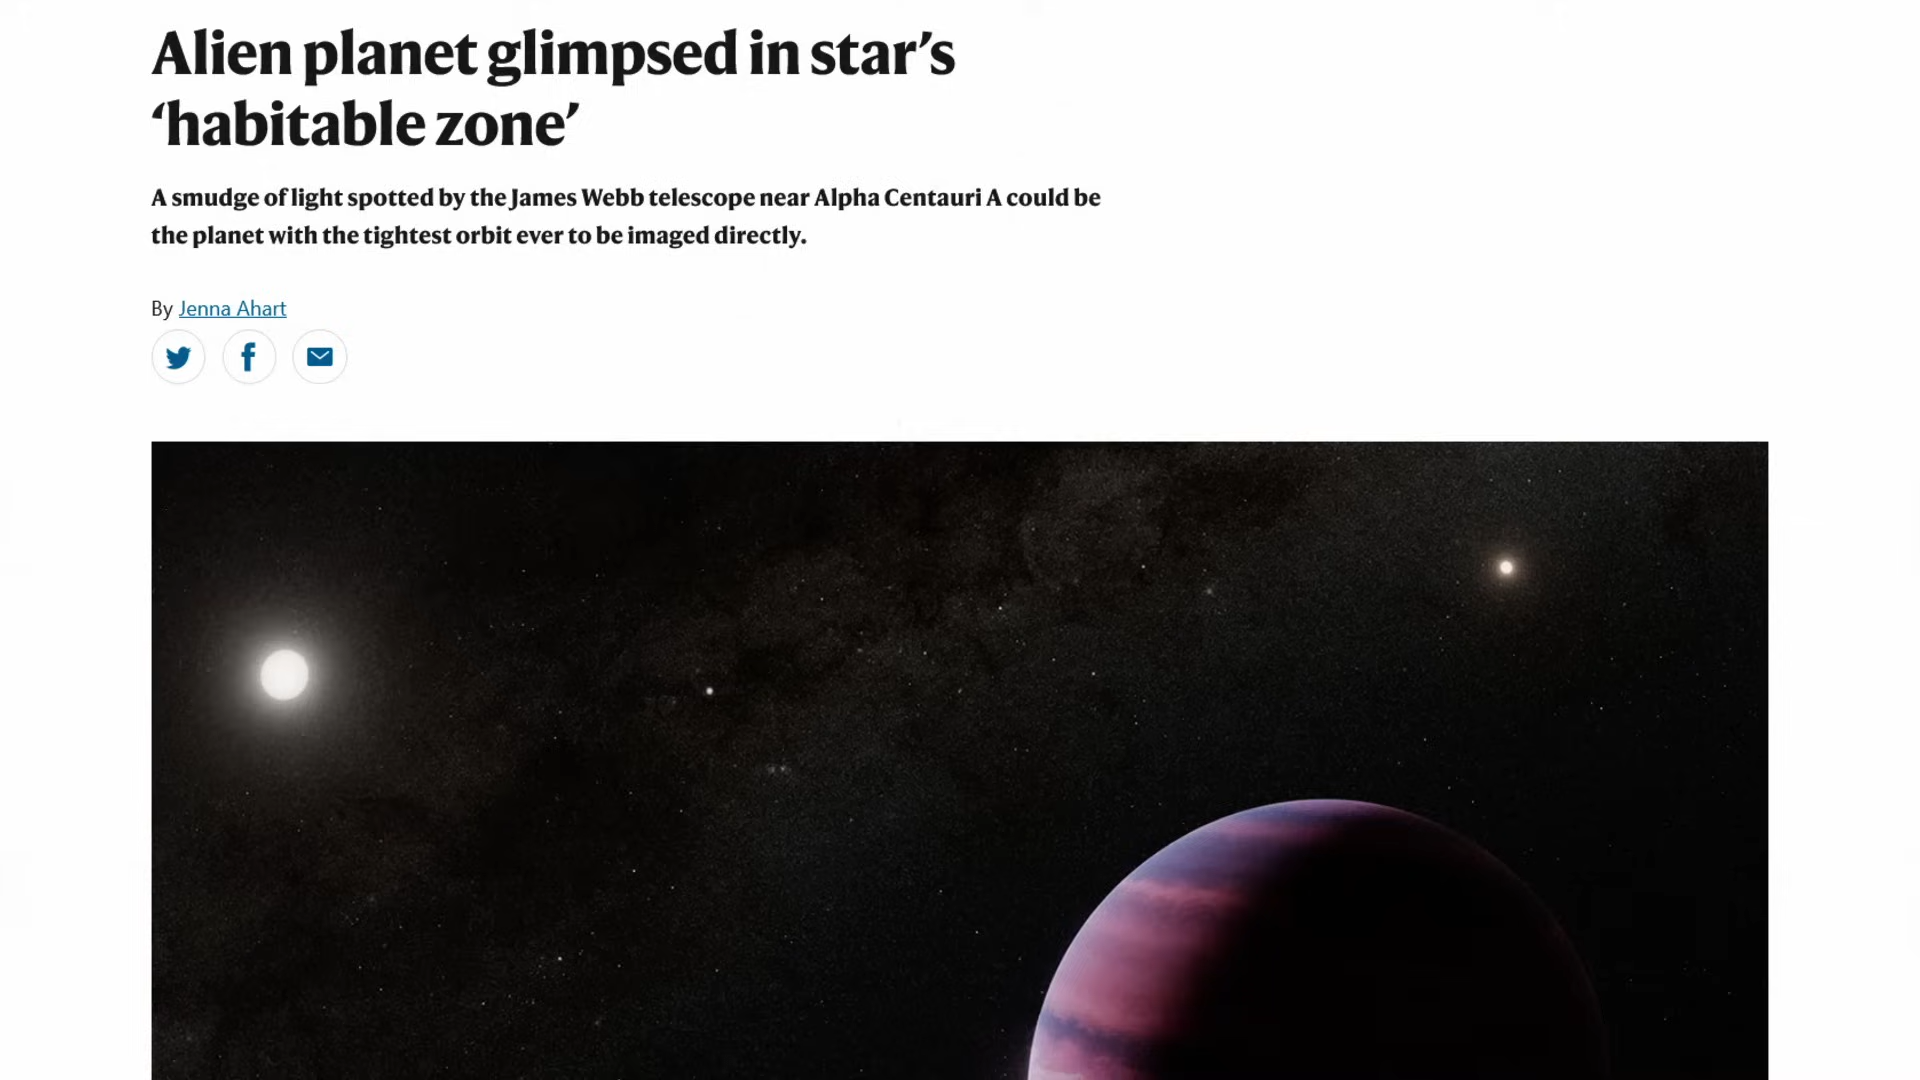 Alien planet glimpsed in star’s
‘habitable zone’
A smudge of light spotted by the James Webb telescope near Alpha Centauri A could be
the planet with the tightest orbit ever to be imaged directly.
By Jenna Ahart